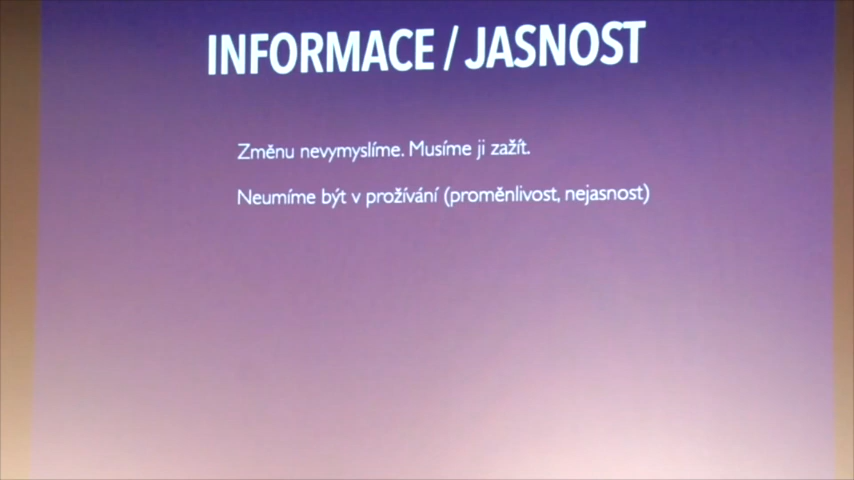 INFORMACE / JASNOST
Změnu nevymyslíme. Musíme ji zažít.
Neumíme být v prožívání (proměnlivost, nejasnost)